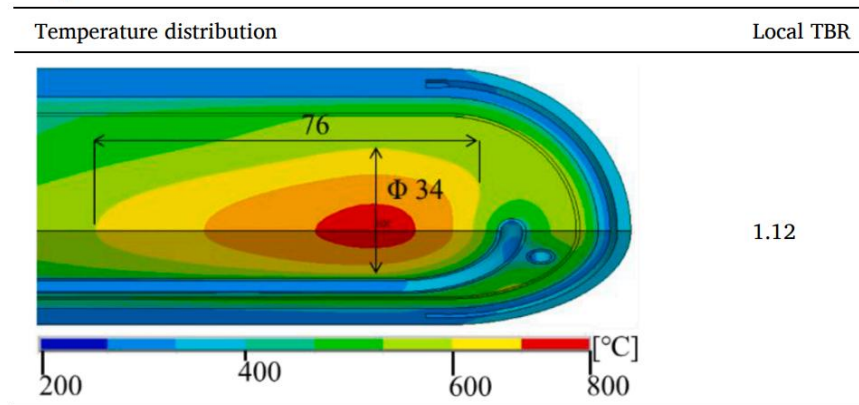 Temperature distribution Local TBR
76
Φ 34
1.12
[°C]
200 400 600 800